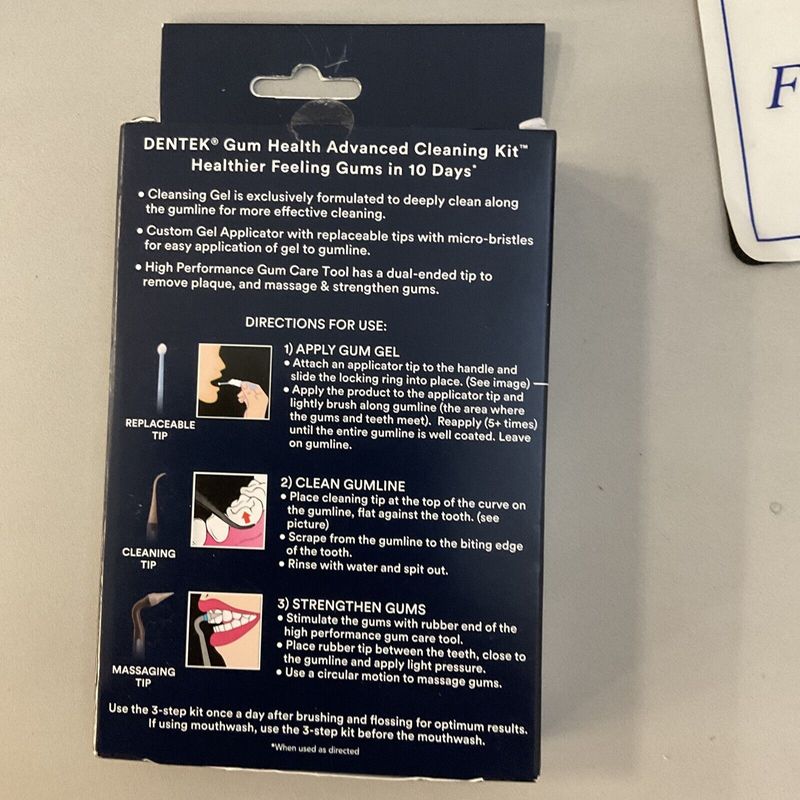 F
DENTEK® Gum Health Advanced Cleaning Kit™
Healthier Feeling Gums in 10 Days*
• Cleansing Gel is exclusively formulated to deeply clean along
the gumline for more effective cleaning.
• Custom Gel Applicator with replaceable tips with micro-bristles
for easy application of gel to gumline.
• High Performance Gum Care Tool has a dual-ended tip to
remove plaque, and massage & strengthen gums.
DIRECTIONS FOR USE:
REPLACEABLE
TIP
1) APPLY GUM GEL
• Attach an applicator tip to the handle and
slide the locking ring into place. (See image)
• Apply the product to the applicator tip and
lightly brush along gumline (the area where
the gums and teeth meet). Reapply (5+ times)
until the entire gumline is well coated. Leave
on gumline.
CLEANING
TIP
2) CLEAN GUMLINE
• Place cleaning tip at the top of the curve on
the gumline, flat against the tooth. (see
picture)
• Scrape from the gumline to the biting edge
of the tooth.
• Rinse with water and spit out.
MASSAGING
TIP
3) STRENGTHEN GUMS
• Stimulate the gums with rubber end of the
high performance gum care tool.
• Place rubber tip between the teeth, close to
the gumline and apply light pressure.
• Use a circular motion to massage gums.
Use the 3-step kit once a day after brushing and flossing for optimum results.
If using mouthwash, use the 3-step kit before the mouthwash.
*When used as directed